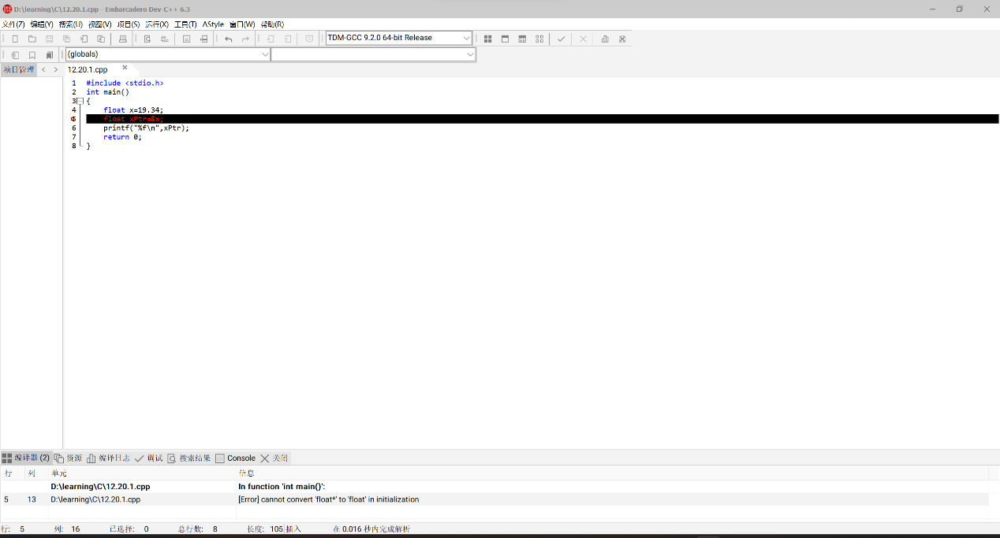 D:\learning\C\12.20.1.cpp - Embarcadero Dev-C++ 6.3
文件(Z) 编辑(Y) 搜索(U) 视图(V) 项目(S) 运行(X) 工具(T) AStyle 窗口(W) 帮助(R)
TDM-GCC 9.2.0 64-bit Release
(globals)
项目管理 12.20.1.cpp
1 #include <stdio.h>
2 int main()
3 {
4 float x=19.34;
5 float xPtr=&x;
6 printf("%f\n",xPtr);
7 return 0;
8 }
编译器 (2) 资源 编译日志 调试 搜索结果 Console 关闭
行 列 单元 信息
D:\learning\C\12.20.1.cpp In function 'int main()':
5 13 D:\learning\C\12.20.1.cpp [Error] cannot convert 'float*' to 'float' in initialization
行: 5 列: 16 已选择: 0 总行数: 8 长度: 105 插入 在 0.016 秒内完成解析